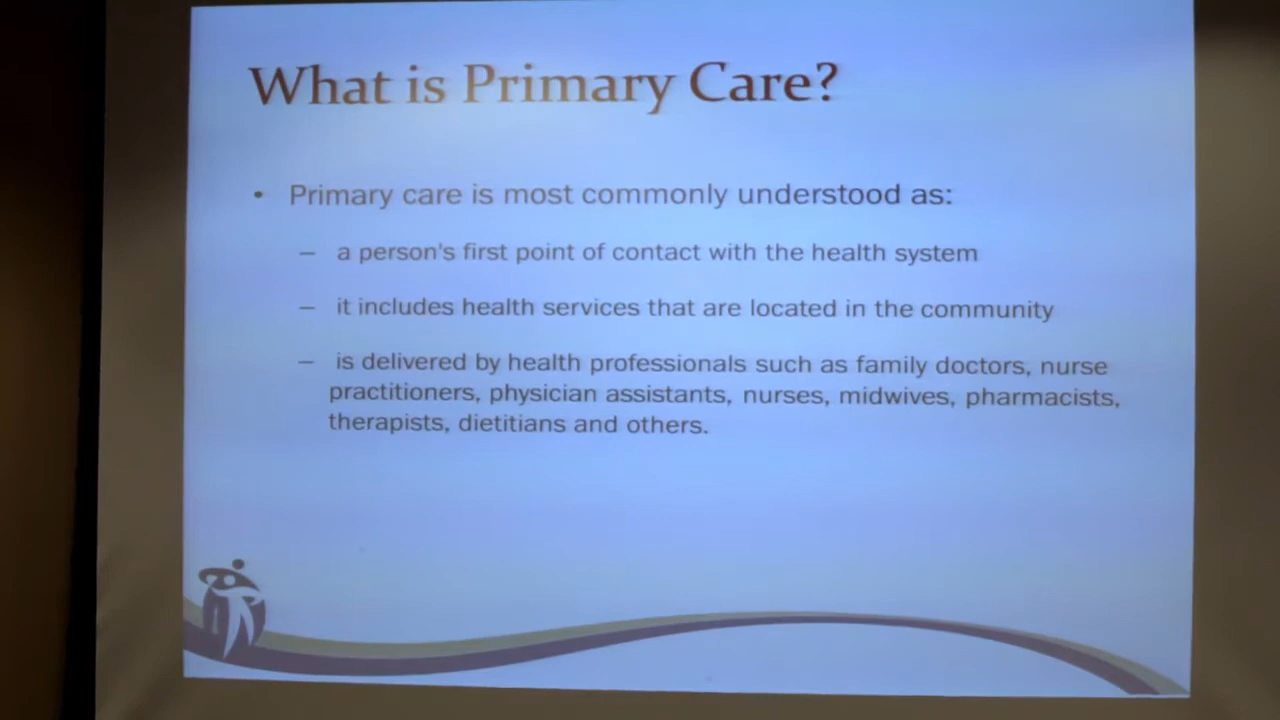 What is Primary Care?
• Primary care is most commonly understood as:
– a person's first point of contact with the health system
– it includes health services that are located in the community
– is delivered by health professionals such as family doctors, nurse
practitioners, physician assistants, nurses, midwives, pharmacists,
therapists, dietitians and others.